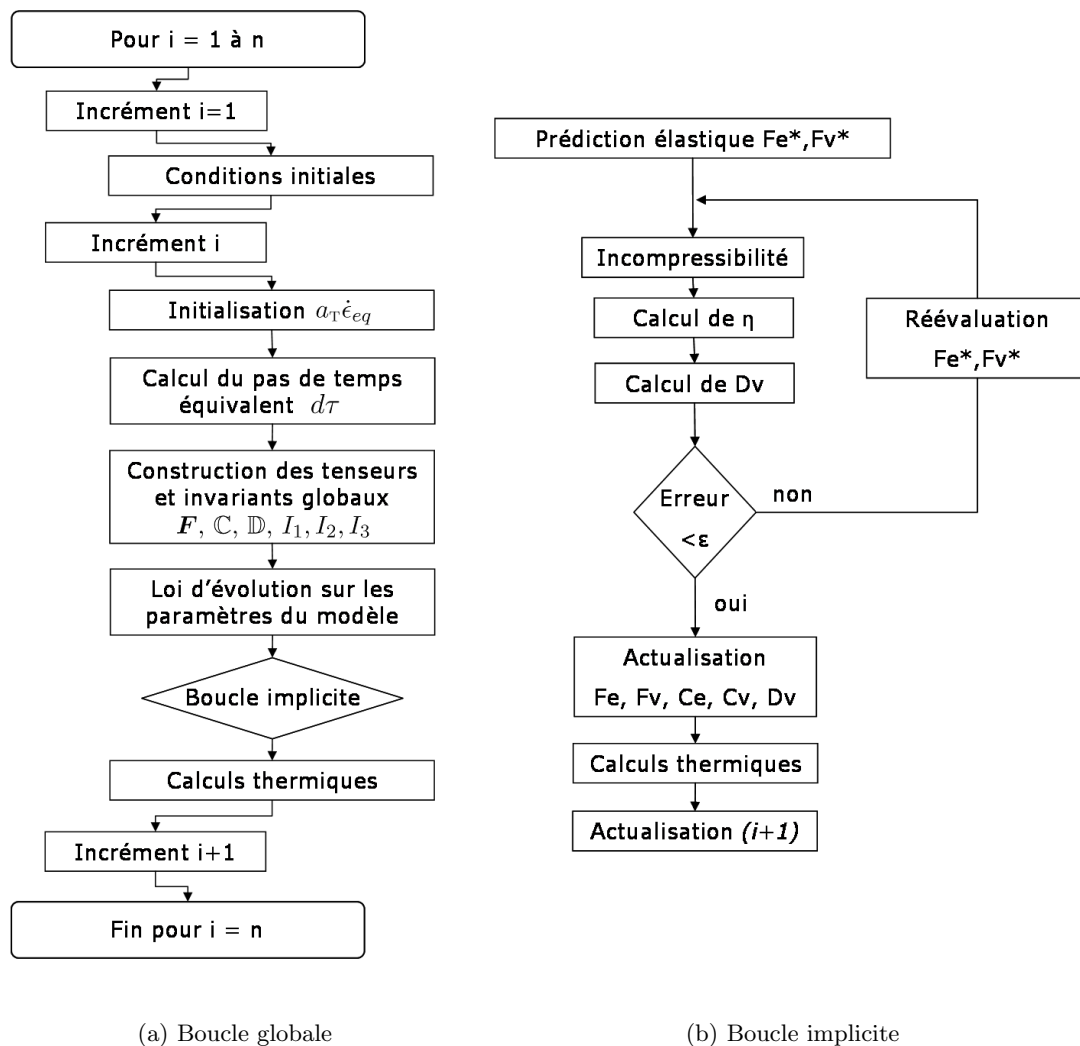 Pour i = 1 à n
Incrément i=1
Conditions initiales
Incrément i
Initialisation $a_{\mathrm{T}}\dot{\epsilon}_{eq}$
Calcul du pas de temps
équivalent $d\tau$
Construction des tenseurs
et invariants globaux
$\boldsymbol{F}$, $\mathbb{C}$, $\mathbb{D}$, $I_1, I_2, I_3$
Loi d'évolution sur les
paramètres du modèle
Boucle implicite
Calculs thermiques
Incrément i+1
Fin pour i = n
(a) Boucle globale
Prédiction élastique Fe*,Fv*
Incompressibilité
Calcul de η
Calcul de Dv
Erreur
<ε
non
Réévaluation
Fe*,Fv*
oui
Actualisation
Fe, Fv, Ce, Cv, Dv
Calculs thermiques
Actualisation (i+1)
(b) Boucle implicite